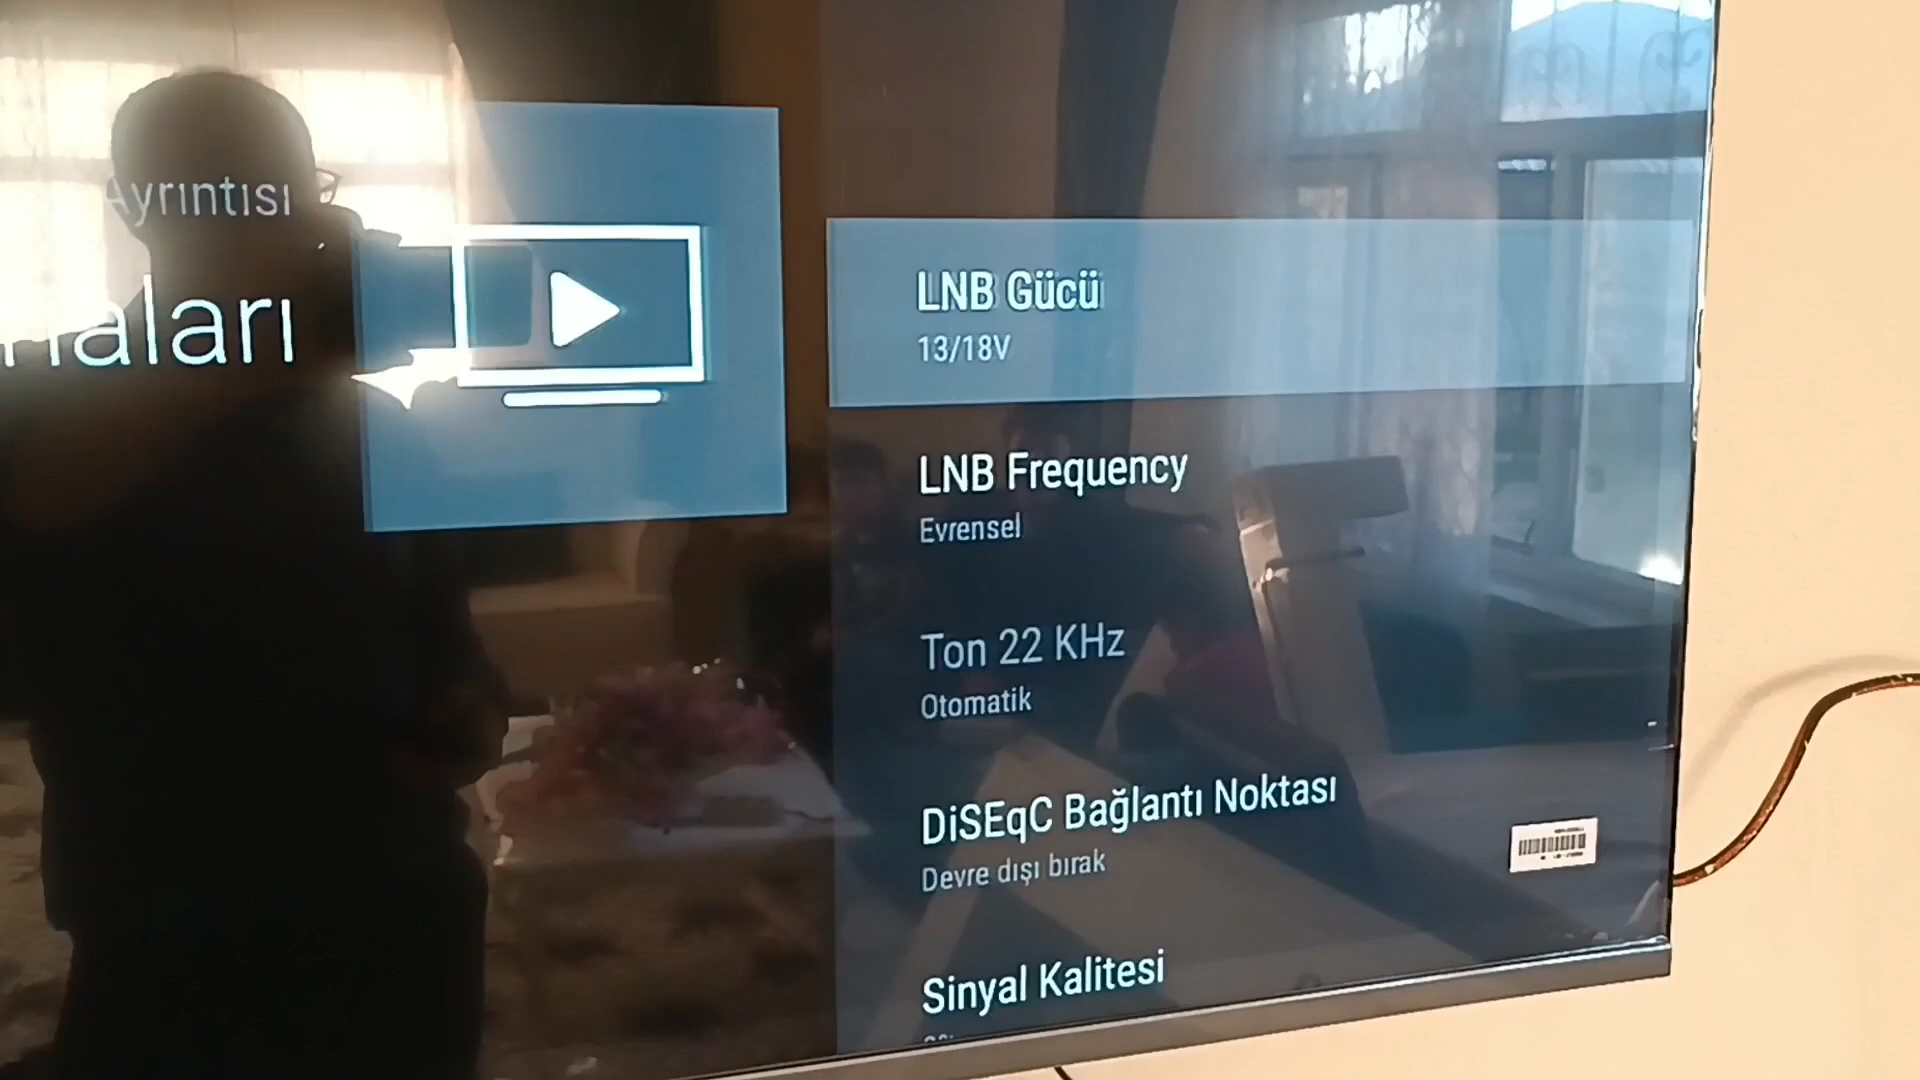 Ayrıntısı
LNB Gücü
13/18V
LNB Frequency
Evrensel
Ton 22 KHz
Otomatik
DiSEqC Bağlantı Noktası
Devre dışı bırak
Sinyal Kalitesi